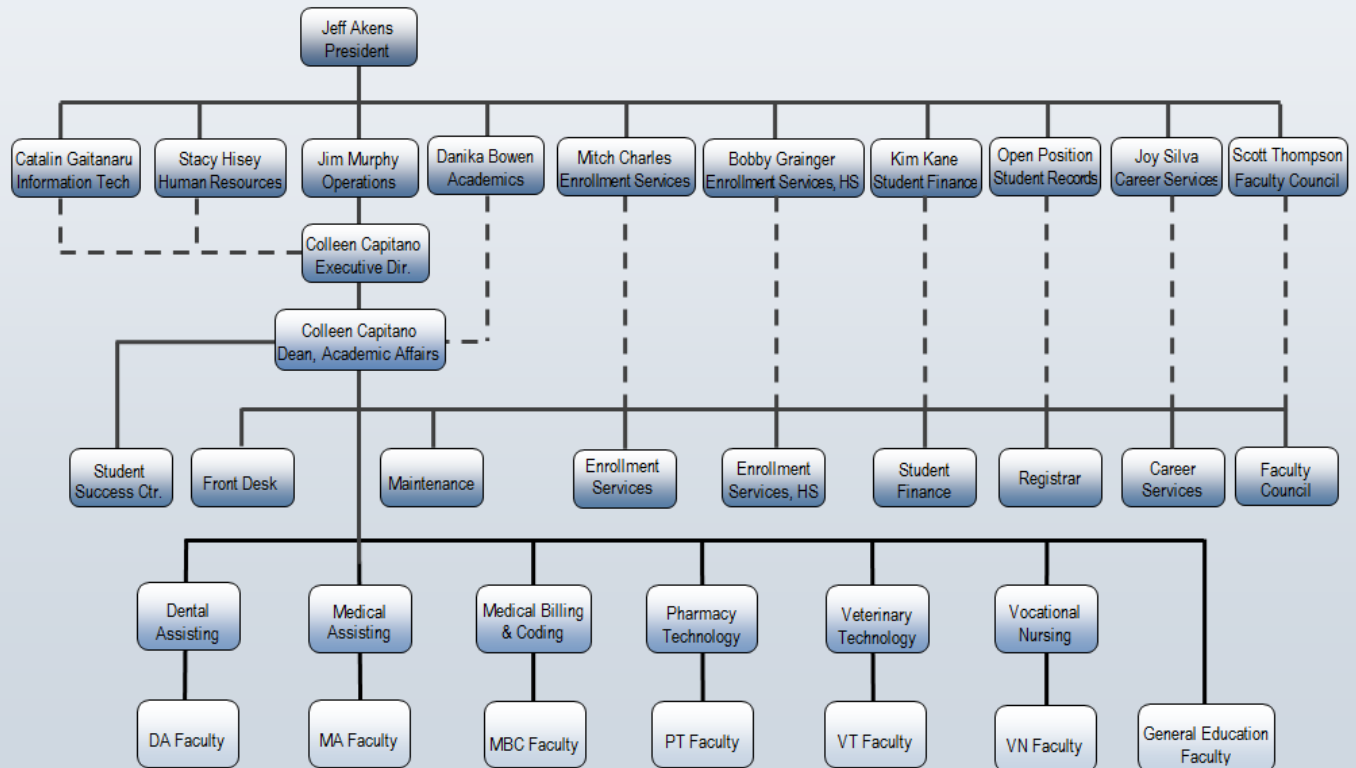 Jeff Akens
President
Catalin Gaitanaru
Information Tech
Stacy Hisey
Human Resources
Jim Murphy
Operations
Danika Bowen
Academics
Mitch Charles
Enrollment Services
Bobby Grainger
Enrollment Services, HS
Kim Kane
Student Finance
Open Position
Student Records
Joy Silva
Career Services
Scott Thompson
Faculty Council
Colleen Capitano
Executive Dir.
Colleen Capitano
Dean, Academic Affairs
Student
Success Ctr.
Front Desk
Maintenance
Enrollment
Services
Enrollment
Services, HS
Student
Finance
Registrar
Career
Services
Faculty
Council
Dental
Assisting
Medical
Assisting
Medical Billing
& Coding
Pharmacy
Technology
Veterinary
Technology
Vocational
Nursing
DA Faculty
MA Faculty
MBC Faculty
PT Faculty
VT Faculty
VN Faculty
General Education
Faculty